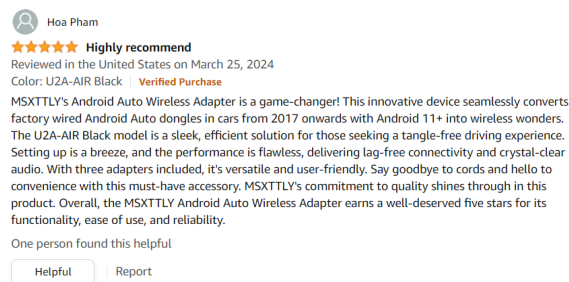 Hoa Pham
Highly recommend
Reviewed in the United States on March 25, 2024
Color: U2A-AIR Black | Verified Purchase
MSXTTLY's Android Auto Wireless Adapter is a game-changer! This innovative device seamlessly converts
factory wired Android Auto dongles in cars from 2017 onwards with Android 11+ into wireless wonders.
The U2A-AIR Black model is a sleek, efficient solution for those seeking a tangle-free driving experience.
Setting up is a breeze, and the performance is flawless, delivering lag-free connectivity and crystal-clear
audio. With three adapters included, it's versatile and user-friendly. Say goodbye to cords and hello to
convenience with this must-have accessory. MSXTTLY's commitment to quality shines through in this
product. Overall, the MSXTTLY Android Auto Wireless Adapter earns a well-deserved five stars for its
functionality, ease of use, and reliability.
One person found this helpful
Helpful | Report